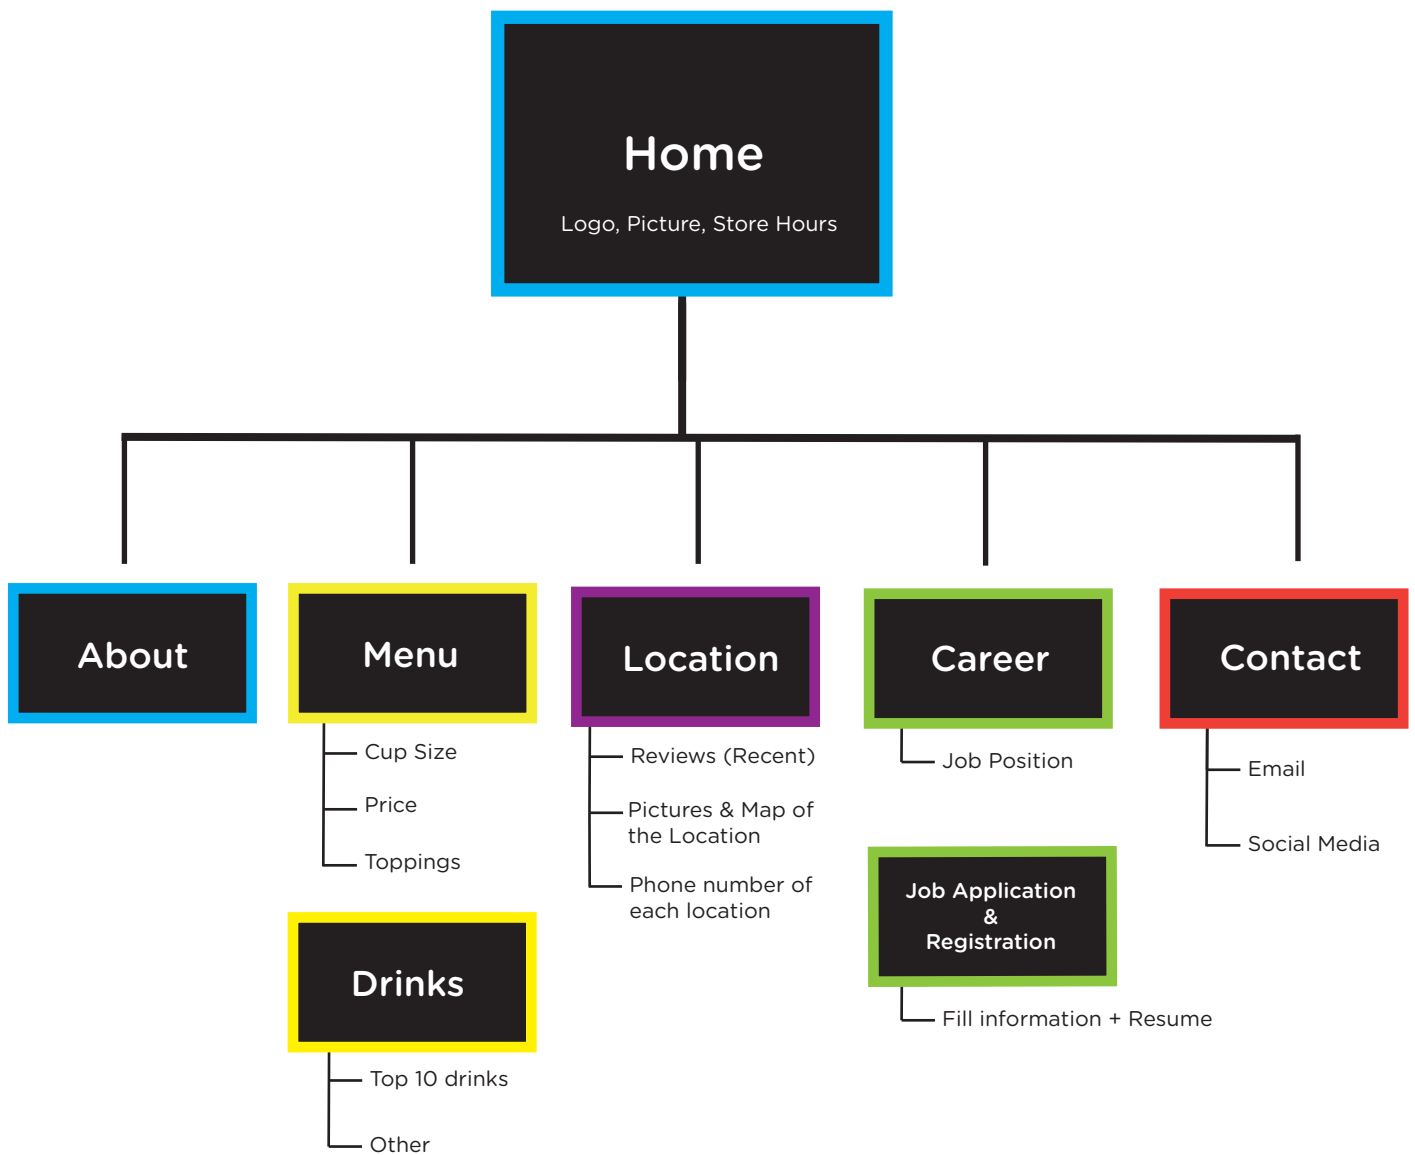 Home
Logo, Picture, Store Hours
About
Menu
Cup Size
Price
Toppings
Drinks
Top 10 drinks
Other
Location
Reviews (Recent)
Pictures & Map of
the Location
Phone number of
each location
Career
Job Position
Job Application
&
Registration
Fill information + Resume
Contact
Email
Social Media